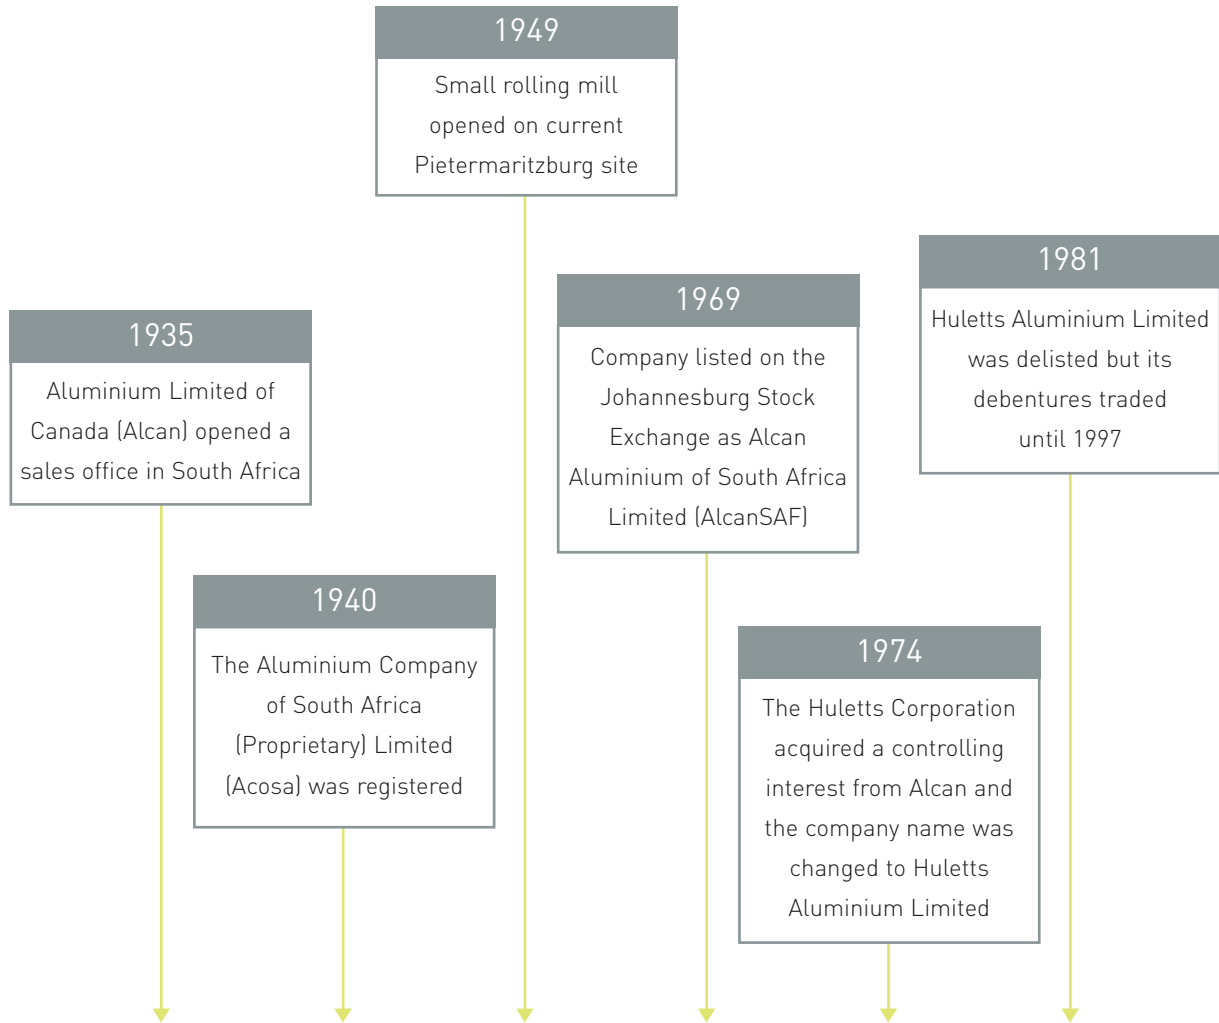 1935
Aluminium Limited of
Canada (Alcan) opened a
sales office in South Africa
1940
The Aluminium Company
of South Africa
(Proprietary) Limited
(Acosa) was registered
1949
Small rolling mill
opened on current
Pietermaritzburg site
1969
Company listed on the
Johannesburg Stock
Exchange as Alcan
Aluminium of South Africa
Limited (AlcanSAF)
1974
The Huletts Corporation
acquired a controlling
interest from Alcan and
the company name was
changed to Huletts
Aluminium Limited
1981
Huletts Aluminium Limited
was delisted but its
debentures traded
until 1997